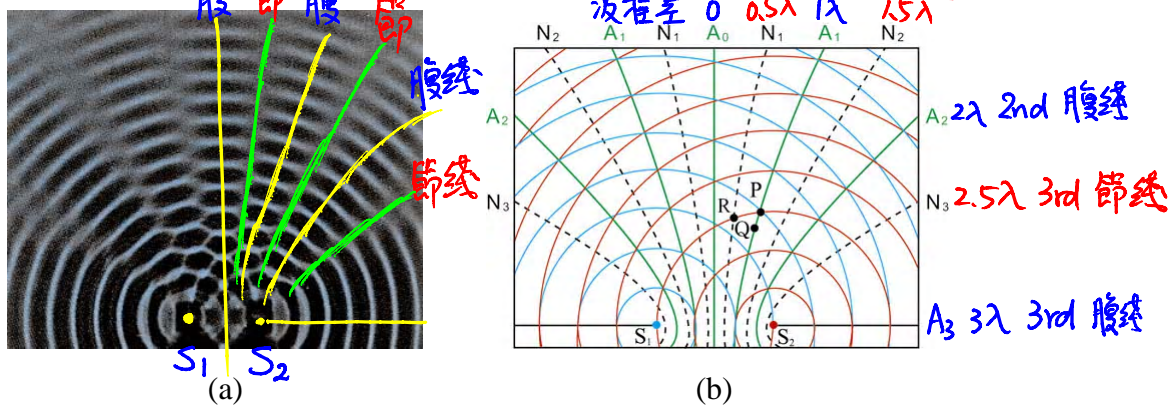 腹 節 腹 節
腹線
節線
S₁ S₂
(a)
波程差 0 0.5λ 1λ 1.5λ
N₂ A₁ N₁ A₀ N₁ A₁ N₂
A₂ A₂ 2λ 2nd 腹線
P
R
Q
N₃ N₃ 2.5λ 3rd 節線
S₁ S₂ A₃ 3λ 3rd 腹線
(b)